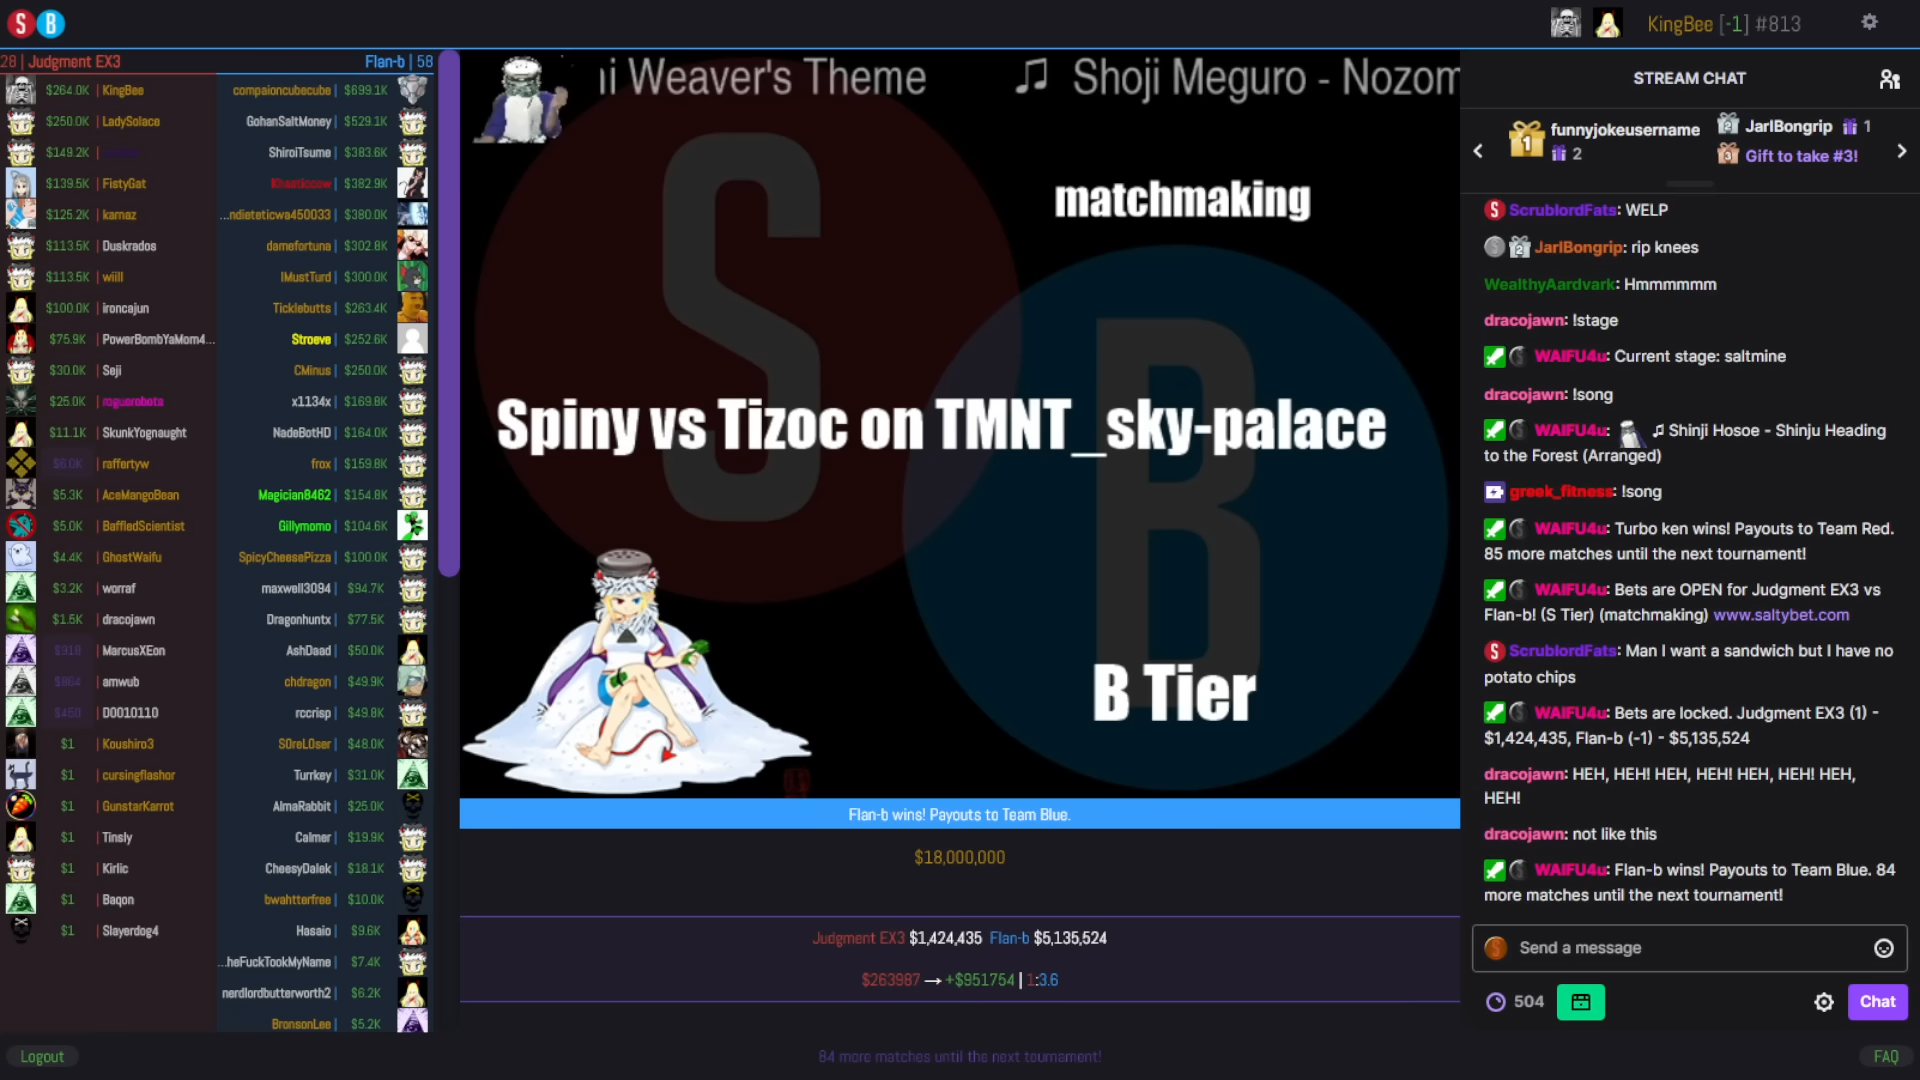 S B
KingBee [-1] #813
28 | Judgment EX3
Flan-b | 58
$264.0K | KingBee
$250.0K | LadySolace
$149.2K |
$139.5K | FistyGat
$125.2K | kamaz
$113.5K | Duskrados
$113.5K | wiill
$100.0K | ironcajun
$75.9K | PowerBombYaMom4...
$30.0K | Seji
$25.0K | roguerobots
$11.1K | SkunkYognaught
$6.0K | raffertyw
$5.3K | AceMangoBean
$5.0K | BaffledScientist
$4.4K | GhostWaifu
$3.2K | worraf
$1.5K | dracojawn
$919 | MarcusXEon
$864 | amwub
$450 | D0010110
$1 | Koushiro3
$1 | cursingflashor
$1 | GunstarKarrot
$1 | Tinsly
$1 | Kirlic
$1 | Baqon
$1 | Slayerdog4
compaioncubecube | $699.1K
GohanSaltMoney | $529.1K
ShiroiTsume | $383.6K
Khasticcow | $382.9K
...ndieteticwa450033 | $380.0K
damefortuna | $302.8K
IMustTurd | $300.0K
Ticklebutts | $263.4K
Stroeve | $252.6K
CMinus | $250.0K
x1134x | $169.8K
NadeBotHD | $164.0K
frox | $159.8K
Magician8462 | $154.8K
Gillymomo | $104.6K
SpicyCheesePizza | $100.0K
maxwell3094 | $94.7K
Dragonhuntx | $77.5K
AshDaad | $50.0K
chdragon | $49.9K
rccrisp | $49.8K
S0reL0ser | $48.0K
Turrkey | $31.0K
AlmaRabbit | $25.0K
Calmer | $19.9K
CheesyDalek | $18.1K
bwahtterfree | $10.0K
Hasaio | $9.6K
...heFuckTookMyName | $7.4K
nerdlordbutterworth2 | $6.2K
BronsonLee | $5.2K
i Weaver's Theme ♫ Shoji Meguro - Nozom
S
B
matchmaking
Spiny vs Tizoc on TMNT_sky-palace
B Tier
Flan-b wins! Payouts to Team Blue.
$18,000,000
Judgment EX3 $1,424,435 Flan-b $5,135,524
$263987 → +$951754 | 1:3.6
STREAM CHAT
1 funnyjokeusername
2
2 JarlBongrip 1
3 Gift to take #3!
ScrublordFats: WELP
JarlBongrip: rip knees
WealthyAardvark: Hmmmmmm
dracojawn: !stage
WAIFU4u: Current stage: saltmine
dracojawn: !song
WAIFU4u: ♫ Shinji Hosoe - Shinju Heading
to the Forest (Arranged)
greek_fitness: !song
WAIFU4u: Turbo ken wins! Payouts to Team Red.
85 more matches until the next tournament!
WAIFU4u: Bets are OPEN for Judgment EX3 vs
Flan-b! (S Tier) (matchmaking) www.saltybet.com
ScrublordFats: Man I want a sandwich but I have no
potato chips
WAIFU4u: Bets are locked. Judgment EX3 (1) -
$1,424,435, Flan-b (-1) - $5,135,524
dracojawn: HEH, HEH! HEH, HEH! HEH, HEH! HEH,
HEH!
dracojawn: not like this
WAIFU4u: Flan-b wins! Payouts to Team Blue. 84
more matches until the next tournament!
Send a message
504
Chat
Logout
84 more matches until the next tournament!
FAQ